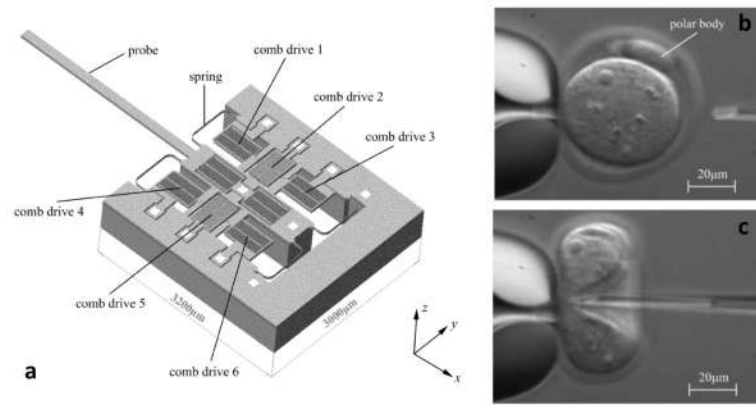 comb drive 1
probe
spring
comb drive 2
comb drive 3
comb drive 4
comb drive 5
comb drive 6
3200μm
3000μm
z
y
x
a
b
polar body
20μm
c
20μm